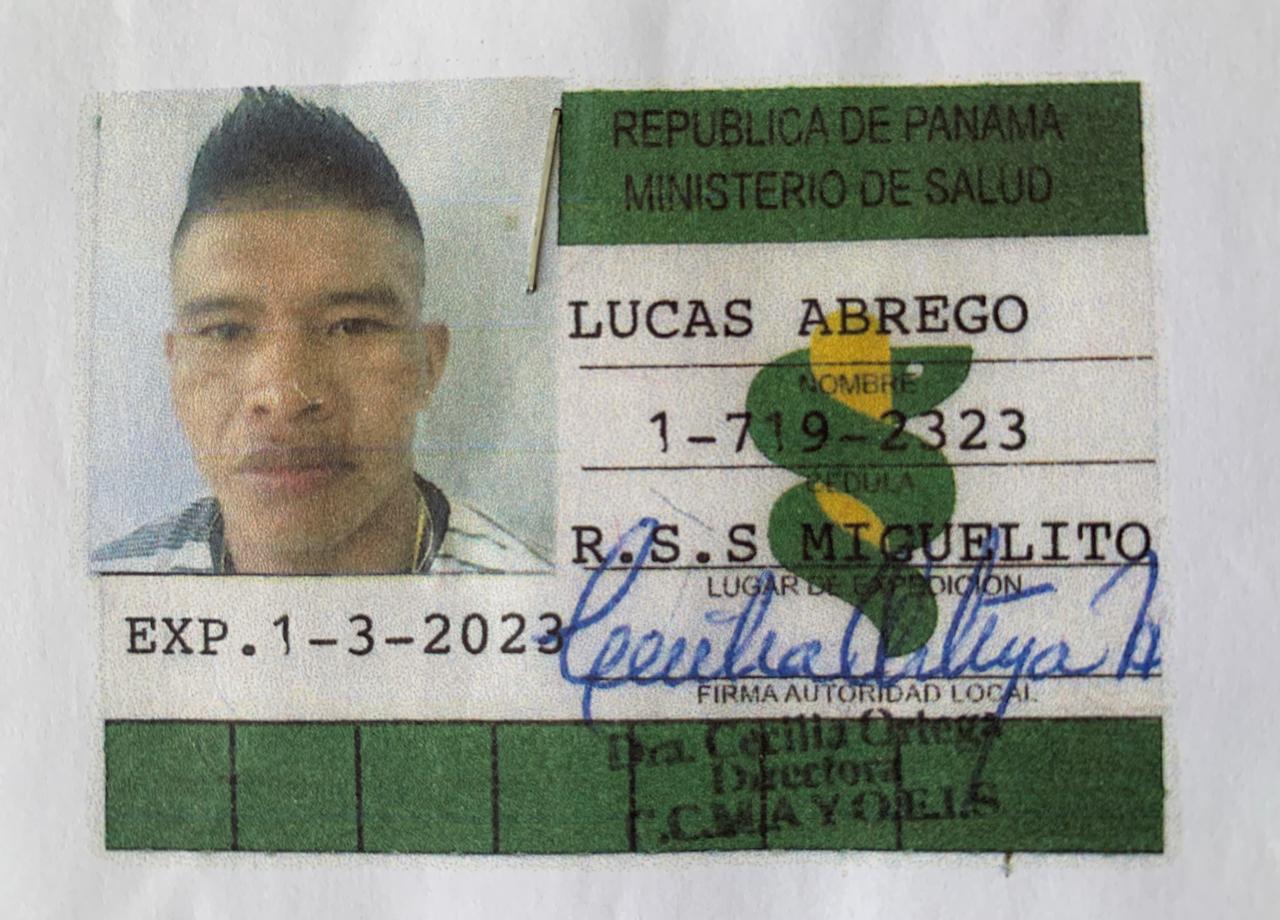 REPUBLICA DE PANAMA
MINISTERIO DE SALUD
LUCAS ABREGO
NOMBRE
1-719-2323
CEDULA
R.S.S MIGUELITO
LUGAR DE EXPEDICION
EXP.1-3-2023
Cecilia Ortega
FIRMA AUTORIDAD LOCAL
Dra. Cecilia Ortega
Directora